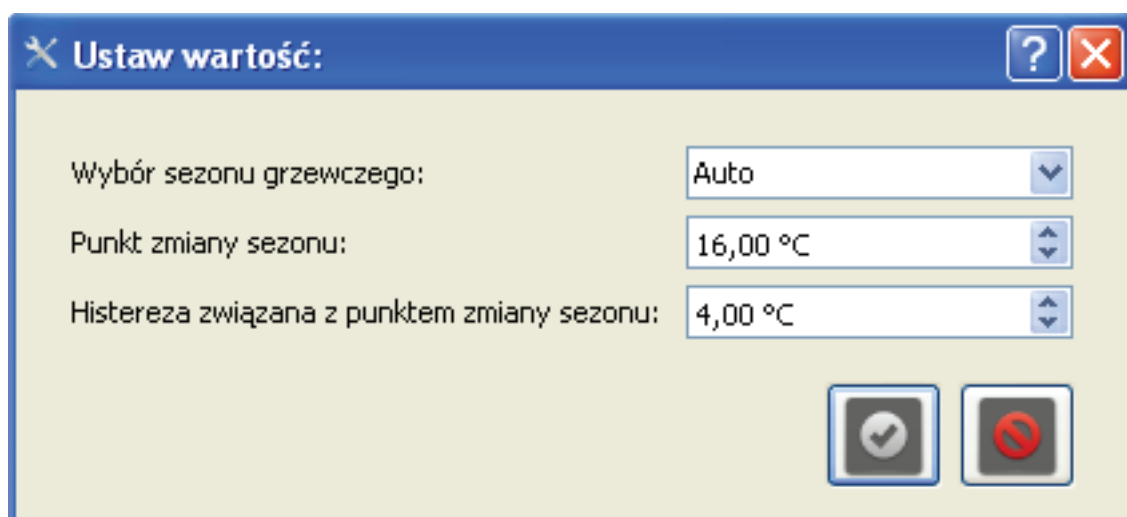 Ustaw wartość:
Wybór sezonu grzewczego: Auto
Punkt zmiany sezonu: 16,00 °C
Histereza związana z punktem zmiany sezonu: 4,00 °C